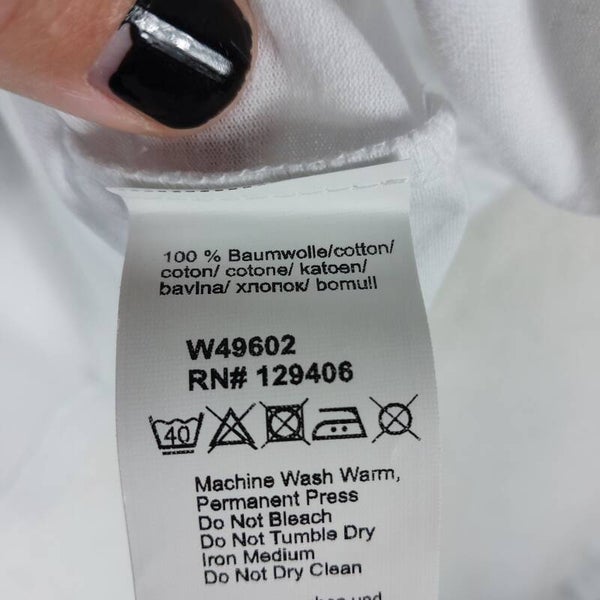 100 % Baumwolle/cotton/
coton/ cotone/ katoen/
bavlna/ хлопок/ bomull
W49602
RN# 129406
40
Machine Wash Warm,
Permanent Press
Do Not Bleach
Do Not Tumble Dry
Iron Medium
Do Not Dry Clean
und